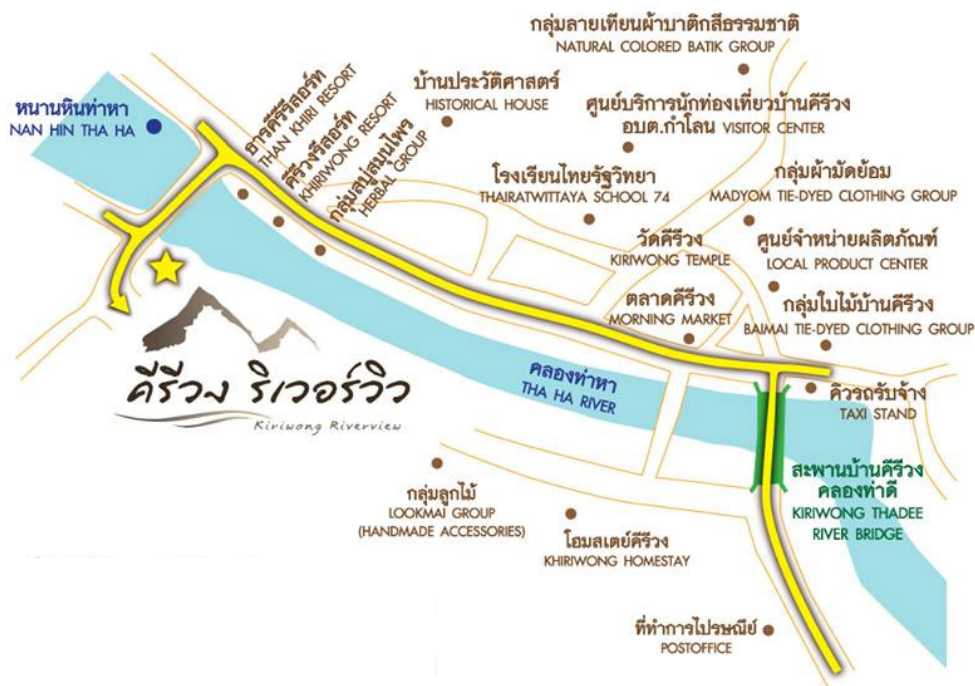 กลุ่มลายเทียนผ้าบาติกสีธรรมชาติ
NATURAL COLORED BATIK GROUP
หนานหินท่าหา
NAN HIN THA HA
ธารคีรีรีสอร์ท
THAN KHIRI RESORT
คีรีวงรีสอร์ท
KHIRIWONG RESORT
กลุ่มสบู่สมุนไพร
HERBAL GROUP
บ้านประวัติศาสตร์
HISTORICAL HOUSE
ศูนย์บริการนักท่องเที่ยวบ้านคีรีวง
อบต.กำโลน VISITOR CENTER
โรงเรียนไทยรัฐวิทยา
THAIRATWITTAYA SCHOOL 74
กลุ่มผ้ามัดย้อม
MADYOM TIE-DYED CLOTHING GROUP
วัดคีรีวง
KIRIWONG TEMPLE
ศูนย์จำหน่ายผลิตภัณฑ์
LOCAL PRODUCT CENTER
ตลาดคีรีวง
MORNING MARKET
กลุ่มใบไม้บ้านคีรีวง
BAIMAI TIE-DYED CLOTHING GROUP
คีรีวง ริเวอร์วิว
Kiriwong Riverview
คลองท่าหา
THA HA RIVER
คิวรถรับจ้าง
TAXI STAND
สะพานบ้านคีรีวง
คลองท่าดี
KIRIWONG THADEE
RIVER BRIDGE
กลุ่มลูกไม้
LOOKMAI GROUP
(HANDMADE ACCESSORIES)
โฮมสเตย์คีรีวง
KHIRIWONG HOMESTAY
ที่ทำการไปรษณีย์
POSTOFFICE